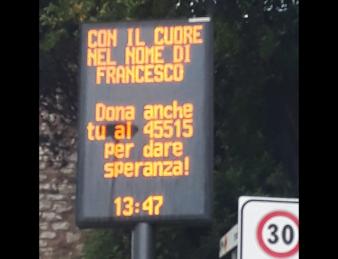 CON IL CUORE
NEL NOME DI
FRANCESCO
Dona anche
tu al 45515
per dare
speranza!
13:47
30